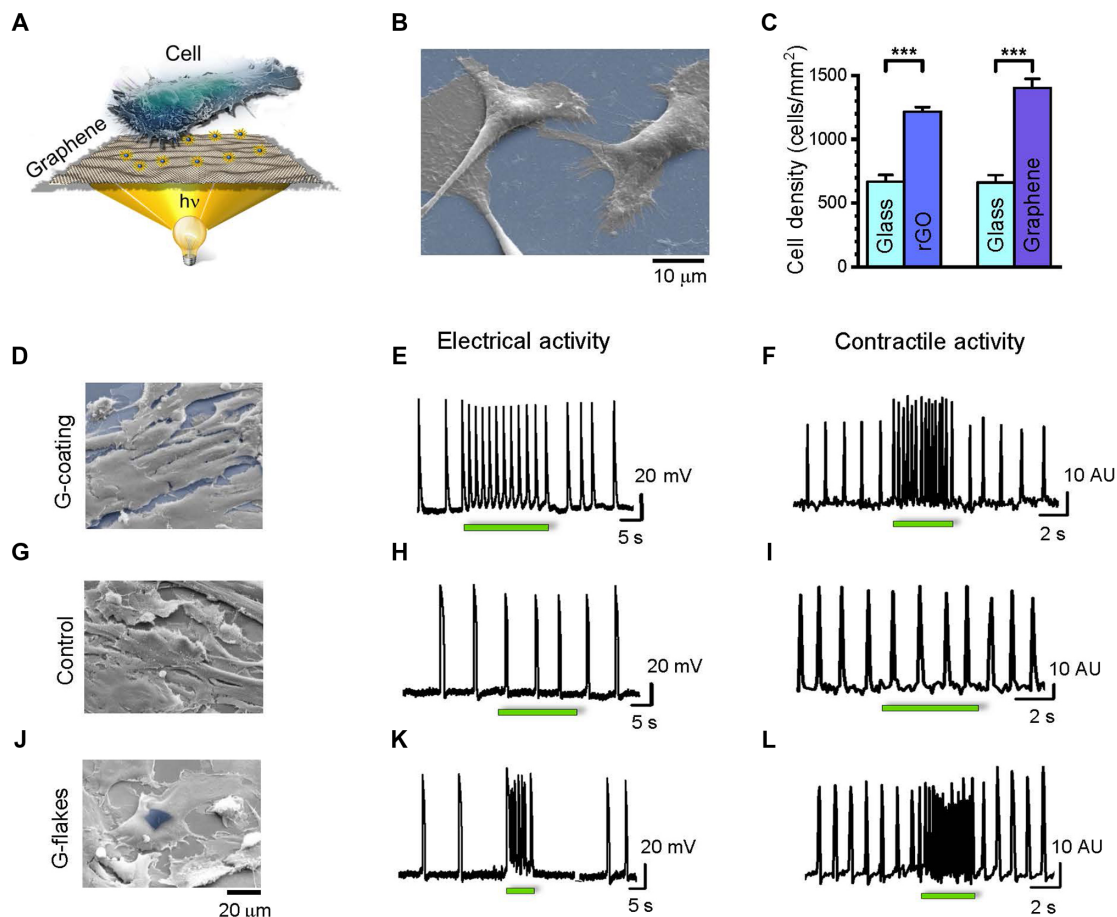 A
Cell
Graphene
hν
B
10 μm
C
Cell density (cells/mm²)
1500
1000
500
0
***
***
Glass
rGO
Glass
Graphene
Electrical activity
Contractile activity
D
G-coating
E
20 mV
5 s
F
10 AU
2 s
G
Control
H
20 mV
5 s
I
10 AU
2 s
J
G-flakes
20 μm
K
20 mV
5 s
L
10 AU
2 s